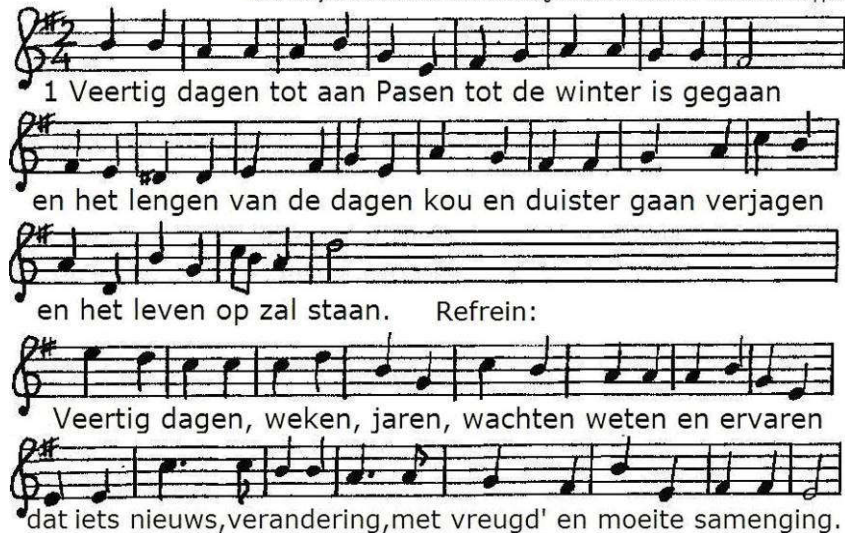 1 Veertig dagen tot aan Pasen tot de winter is gegaan
en het lengen van de dagen kou en duister gaan verjagen
en het leven op zal staan. Refrein:
Veertig dagen, weken, jaren, wachten weten en ervaren
dat iets nieuws,verandering,met vreugd' en moeite samenging.